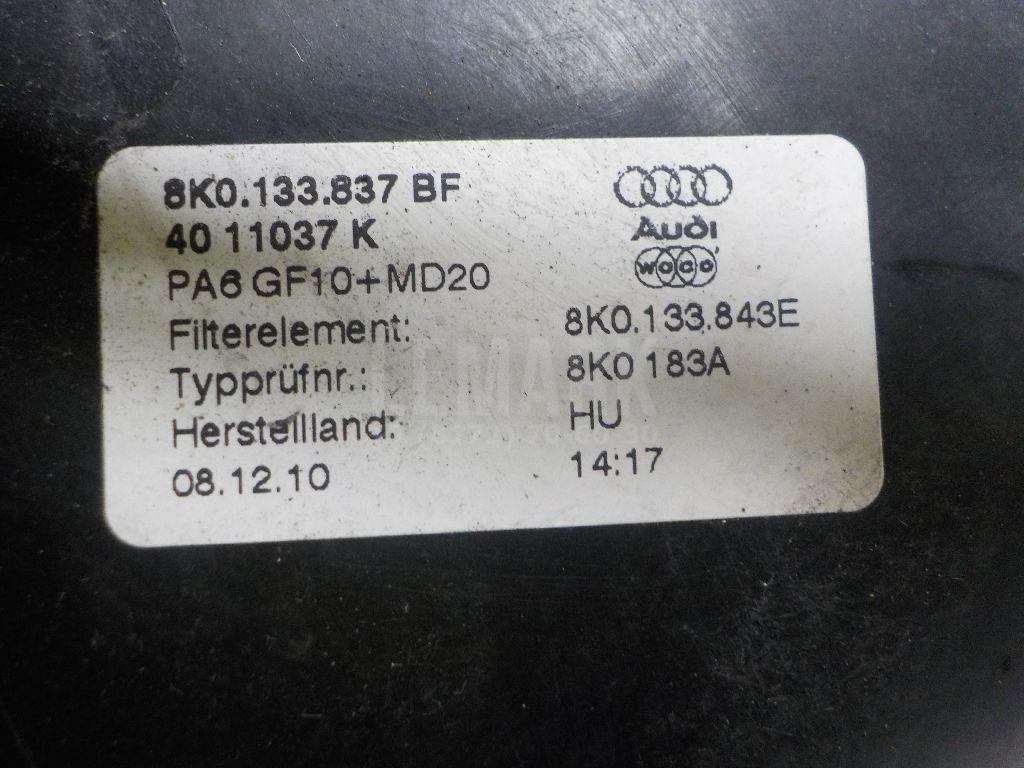 8K0.133.837 BF
40 11037 K
Audi
woco
PA6 GF10+MD20
Filterelement: 8K0.133.843E
Typprüfnr.: 8K0 183A
Herstellland: HU
08.12.10 14:17